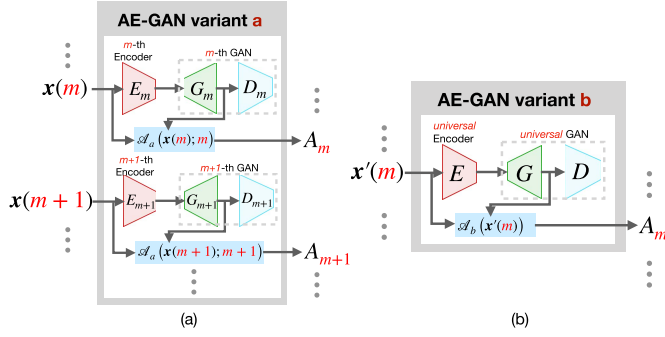 AE-GAN variant a
m-th
Encoder
m-th GAN
x(m)
E_m
G_m
D_m
𝒜_a (x(m); m)
A_m
m+1-th
Encoder
m+1-th GAN
x(m + 1)
E_{m+1}
G_{m+1}
D_{m+1}
𝒜_a (x(m + 1); m + 1)
A_{m+1}
(a)
AE-GAN variant b
universal
Encoder
universal GAN
x′(m)
E
G
D
𝒜_b (x′(m))
A_m
(b)